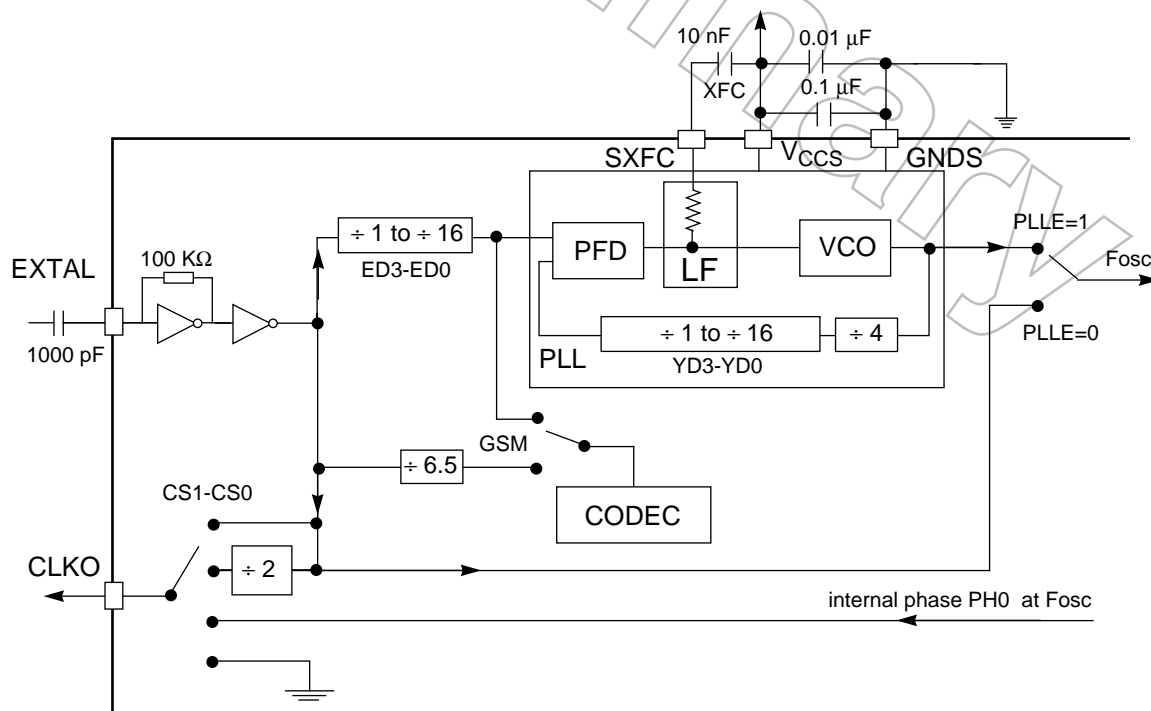 10 nF
XFC
0.01 µF
0.1 µF
SXFC
VCCS
GNDS
÷ 1 to ÷ 16
ED3-ED0
PFD
LF
VCO
PLLE=1
Fosc
PLLE=0
EXTAL
100 KΩ
1000 pF
÷ 1 to ÷ 16
÷ 4
PLL
YD3-YD0
GSM
÷ 6.5
CODEC
CS1-CS0
CLKO
÷ 2
internal phase PH0 at Fosc